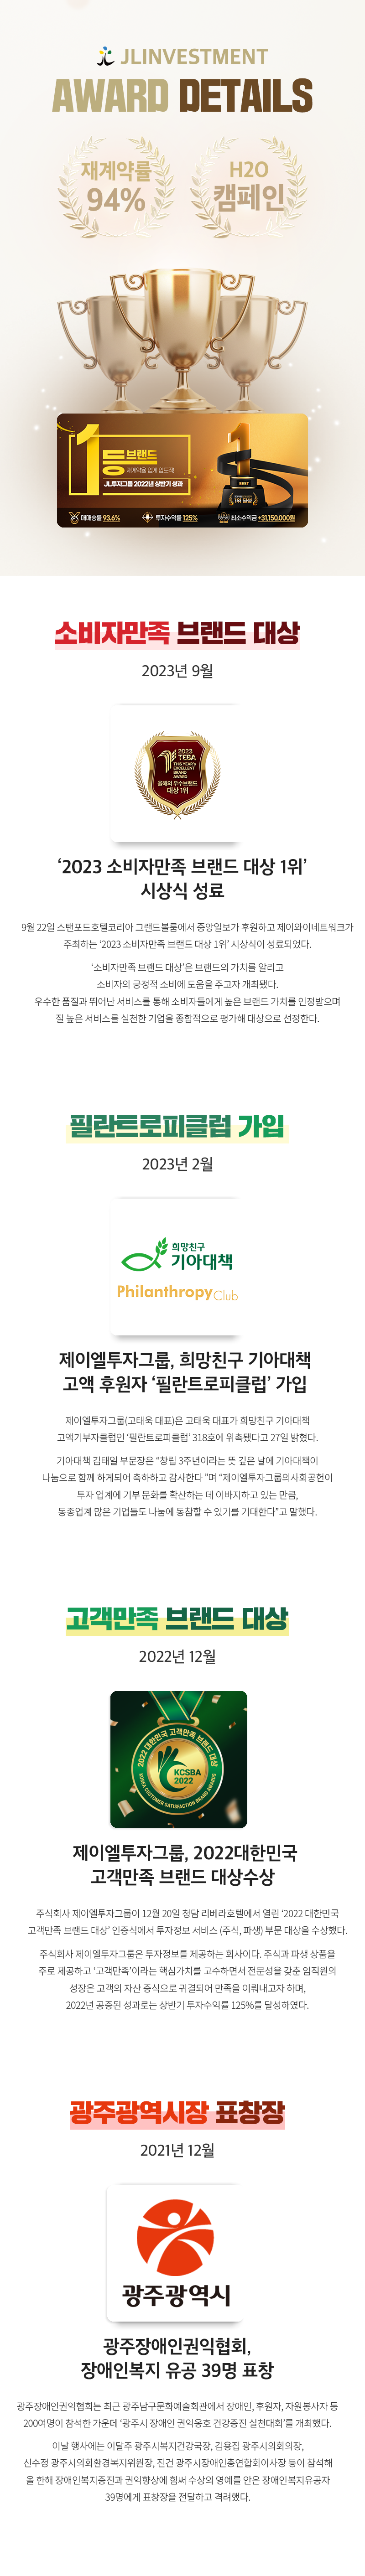 JLINVESTMENT
AWARD DETAILS
재계약률
94%
H2O
캠페인
1등 브랜드
JL투자그룹 2022년 상반기 성과
매매승률 93.6%
투자수익률 125%
최소수익금 +31,150,000원
소비자만족 브랜드 대상
2023년 9월
2023
TEBA
THIS YEAR's
EXCELLENT
BRAND
AWARD
올해의 우수브랜드
대상 1위
‘2023 소비자만족 브랜드 대상 1위’
시상식 성료
9월 22일 스탠포드호텔코리아 그랜드볼룸에서 중앙일보가 후원하고 제이와이네트워크가
주최하는 ‘2023 소비자만족 브랜드 대상 1위’ 시상식이 성료되었다.
‘소비자만족 브랜드 대상’은 브랜드의 가치를 알리고
소비자의 긍정적 소비에 도움을 주고자 개최됐다.
우수한 품질과 뛰어난 서비스를 통해 소비자들에게 높은 브랜드 가치를 인정받으며
질 높은 서비스를 실천한 기업을 종합적으로 평가해 대상으로 선정한다.
필란트로피클럽 가입
2023년 2월
희망친구
기아대책
Philanthropy Club
제이엘투자그룹, 희망친구 기아대책
고액 후원자 ‘필란트로피클럽’ 가입
제이엘투자그룹(고태욱 대표)은 고태욱 대표가 희망친구 기아대책
고액기부자클럽인 ‘필란트로피클럽’ 318호에 위촉됐다고 27일 밝혔다.
기아대책 김태일 부문장은 “창립 3주년이라는 뜻 깊은 날에 기아대책이
나눔으로 함께 하게되어 축하하고 감사한다 ”며 “제이엘투자그룹의사회공헌이
투자 업계에 기부 문화를 확산하는 데 이바지하고 있는 만큼,
동종업계 많은 기업들도 나눔에 동참할 수 있기를 기대한다”고 말했다.
고객만족 브랜드 대상
2022년 12월
2022 대한민국 고객만족 브랜드 대상
KCSBA
2022
KOREA CUSTOMER SATISFACTION BRAND AWARDS
제이엘투자그룹, 2022대한민국
고객만족 브랜드 대상수상
주식회사 제이엘투자그룹이 12월 20일 청담 리베라호텔에서 열린 ‘2022 대한민국
고객만족 브랜드 대상’ 인증식에서 투자정보 서비스 (주식, 파생) 부문 대상을 수상했다.
주식회사 제이엘투자그룹은 투자정보를 제공하는 회사이다. 주식과 파생 상품을
주로 제공하고 ‘고객만족’이라는 핵심가치를 고수하면서 전문성을 갖춘 임직원의
성장은 고객의 자산 증식으로 귀결되어 만족을 이뤄내고자 하며,
2022년 공증된 성과로는 상반기 투자수익률 125%를 달성하였다.
광주광역시장 표창장
2021년 12월
광주광역시
광주장애인권익협회,
장애인복지 유공 39명 표창
광주장애인권익협회는 최근 광주남구문화예술회관에서 장애인, 후원자, 자원봉사자 등
200여명이 참석한 가운데 ‘광주시 장애인 권익옹호 건강증진 실천대회’를 개최했다.
이날 행사에는 이달주 광주시복지건강국장, 김용집 광주시의회의장,
신수정 광주시의회환경복지위원장, 진건 광주시장애인총연합회이사장 등이 참석해
올 한해 장애인복지증진과 권익향상에 힘써 수상의 영예를 안은 장애인복지유공자
39명에게 표창장을 전달하고 격려했다.